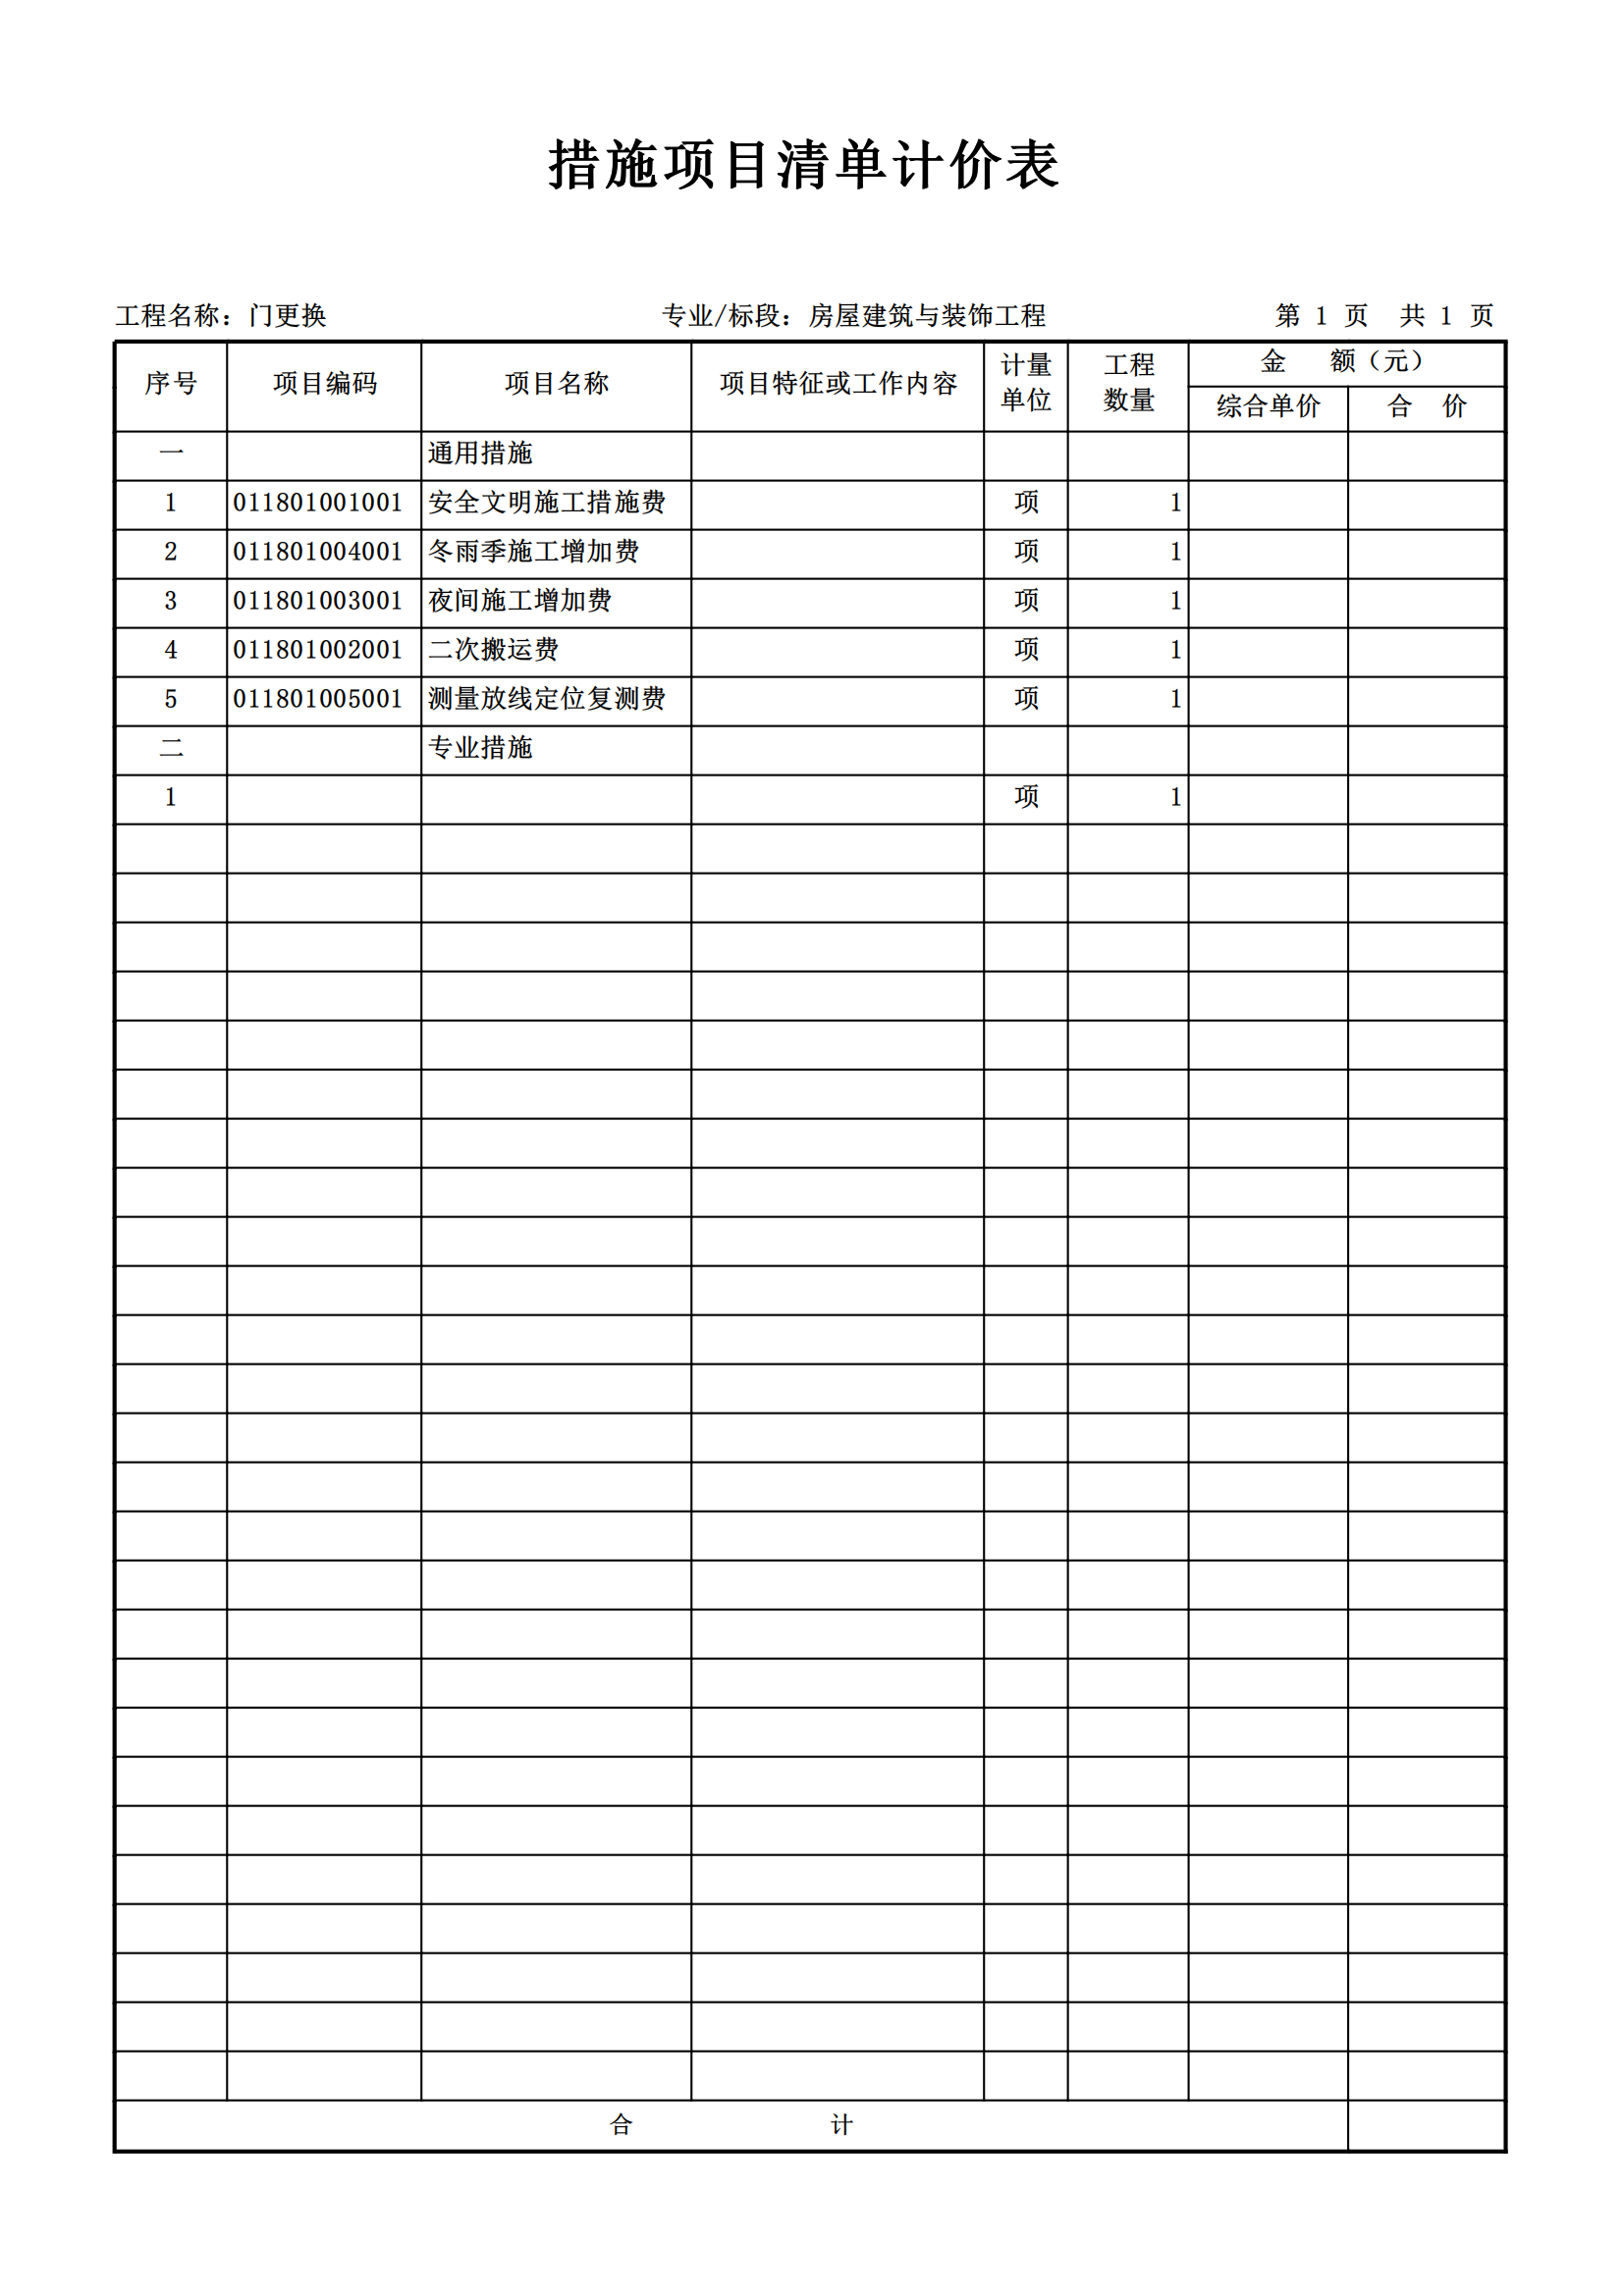 措施项目清单计价表
工程名称：门更换 专业/标段：房屋建筑与装饰工程 第 1 页 共 1 页
序号 项目编码 项目名称 项目特征或工作内容 计量单位 工程数量 金 额（元）
综合单价 合 价
一 通用措施
1 011801001001 安全文明施工措施费 项 1
2 011801004001 冬雨季施工增加费 项 1
3 011801003001 夜间施工增加费 项 1
4 011801002001 二次搬运费 项 1
5 011801005001 测量放线定位复测费 项 1
二 专业措施
1 项 1
合 计